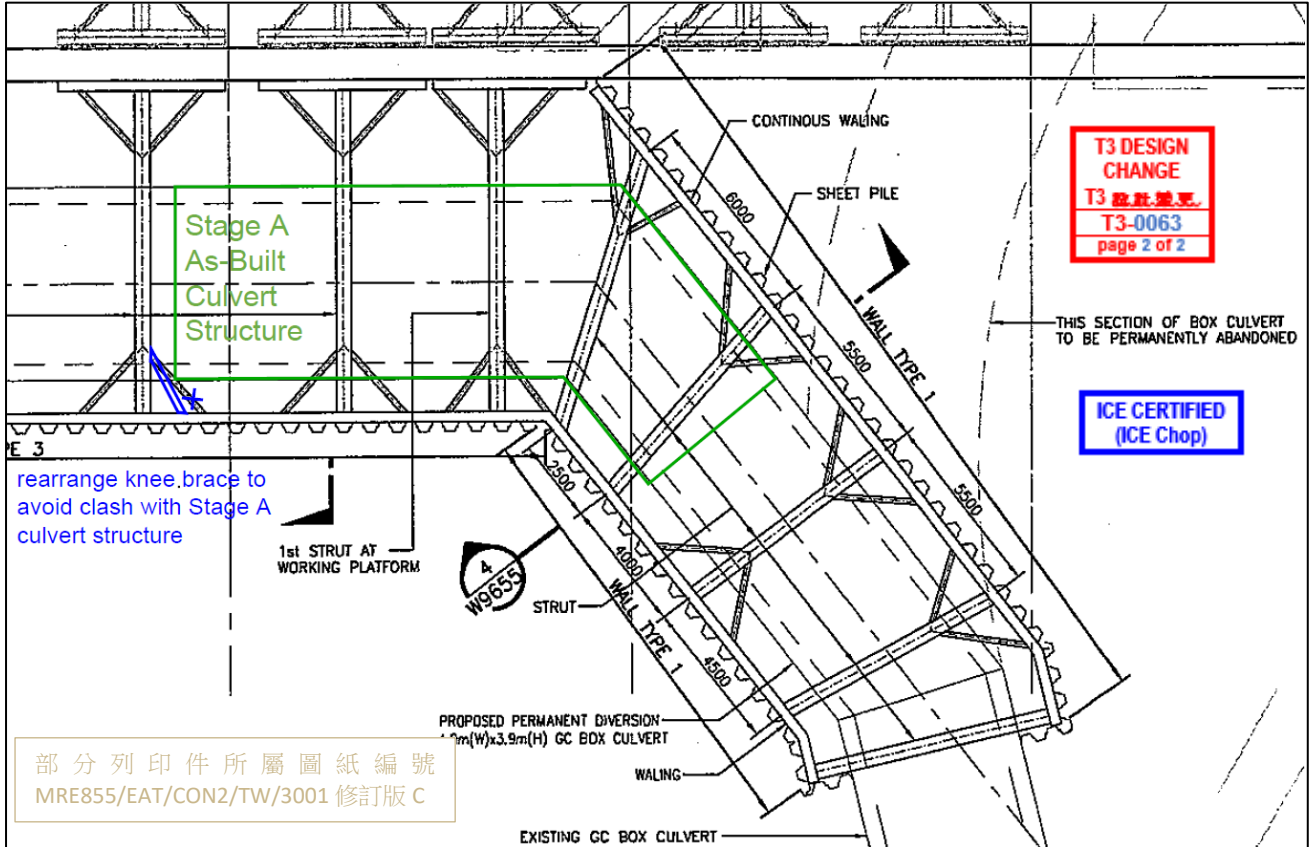 CONTINOUS WALING
SHEET PILE
6000
T3 DESIGN
CHANGE
T3
T3-0063
page 2 of 2
Stage A
As-Built
Culvert
Structure
WALL TYPE 1
5500
THIS SECTION OF BOX CULVERT
TO BE PERMANENTLY ABANDONED
ICE CERTIFIED
(ICE Chop)
PE 3
rearrange knee.brace to
avoid clash with Stage A
culvert structure
2500
5500
1st STRUT AT
WORKING PLATFORM
4
W9655
4000
STRUT
WALL TYPE 1
4500
PROPOSED PERMANENT DIVERSION
m(W)x3.9m(H) GC BOX CULVERT
WALING
部分列印件所屬圖紙編號
MRE855/EAT/CON2/TW/3001 修訂版 C
EXISTING GC BOX CULVERT